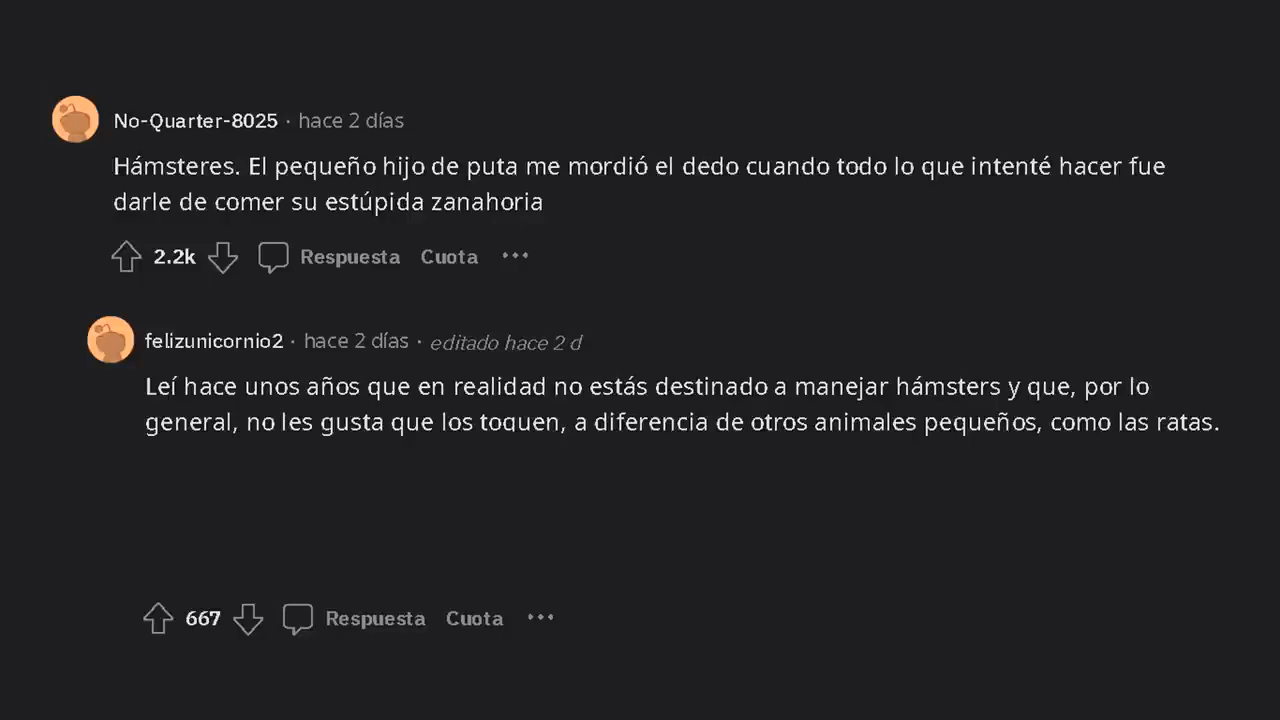 No-Quarter-8025 · hace 2 días
Hámsteres. El pequeño hijo de puta me mordió el dedo cuando todo lo que intenté hacer fue
darle de comer su estúpida zanahoria
2.2k Respuesta Cuota ···
felizunicornio2 · hace 2 días · editado hace 2 d
Leí hace unos años que en realidad no estás destinado a manejar hámsters y que, por lo
general, no les gusta que los toquen, a diferencia de otros animales pequeños, como las ratas.
667 Respuesta Cuota ···